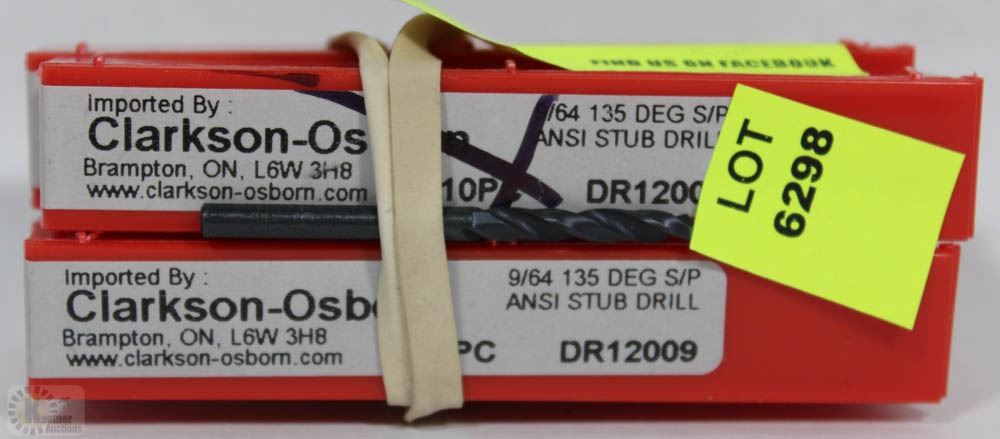 FIND US ON FACEBOOK
Imported By :
Clarkson-Os
Brampton, ON, L6W 3H8
www.clarkson-osborn.com
/64 135 DEG S/P
ANSI STUB DRILL
10P
DR1200
LOT
6298
Imported By :
Clarkson-Osb
Brampton, ON, L6W 3H8
www.clarkson-osborn.com
9/64 135 DEG S/P
ANSI STUB DRILL
PC
DR12009
Kastner
Auctions